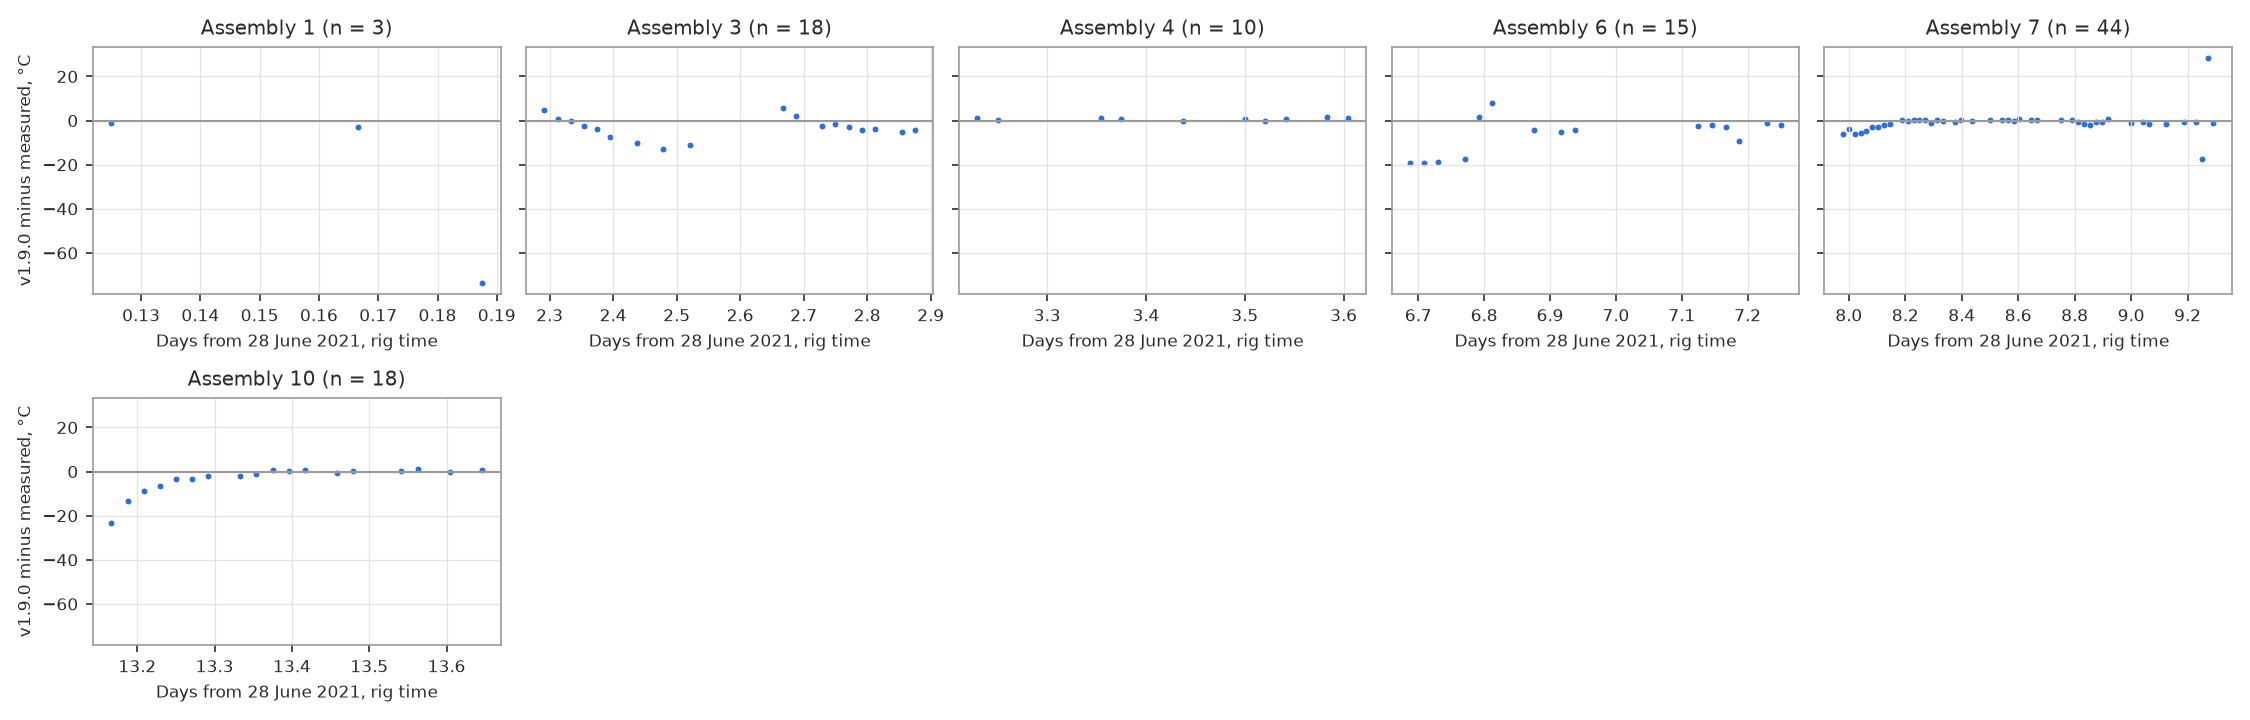 Assembly 1 (n = 3)
Assembly 3 (n = 18)
Assembly 4 (n = 10)
Assembly 6 (n = 15)
Assembly 7 (n = 44)
v1.9.0 minus measured, °C
20
0
−20
−40
−60
0.13 0.14 0.15 0.16 0.17 0.18 0.19
2.3 2.4 2.5 2.6 2.7 2.8 2.9
3.3 3.4 3.5 3.6
6.7 6.8 6.9 7.0 7.1 7.2
8.0 8.2 8.4 8.6 8.8 9.0 9.2
Days from 28 June 2021, rig time
Days from 28 June 2021, rig time
Days from 28 June 2021, rig time
Days from 28 June 2021, rig time
Days from 28 June 2021, rig time
Assembly 10 (n = 18)
v1.9.0 minus measured, °C
20
0
−20
−40
−60
13.2 13.3 13.4 13.5 13.6
Days from 28 June 2021, rig time